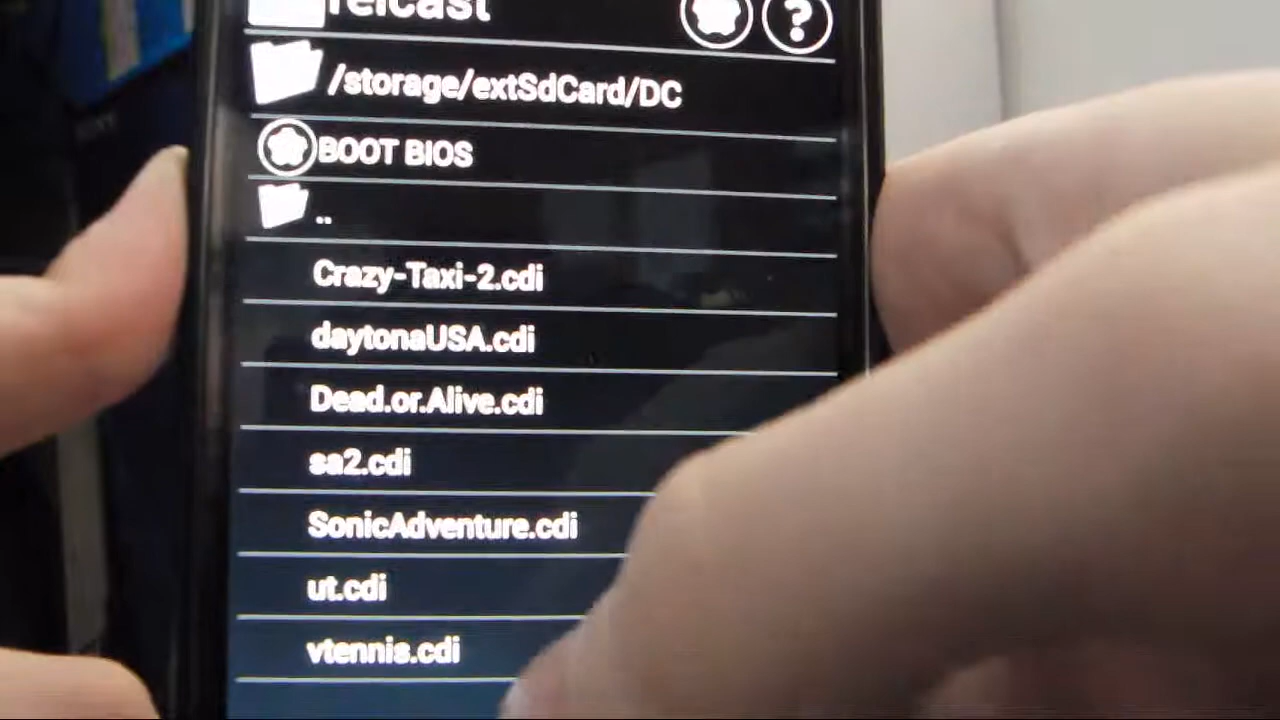 reicast
?
/storage/extSdCard/DC
BOOT BIOS
..
Crazy-Taxi-2.cdi
daytonaUSA.cdi
Dead.or.Alive.cdi
sa2.cdi
SonicAdventure.cdi
ut.cdi
vtennis.cdi